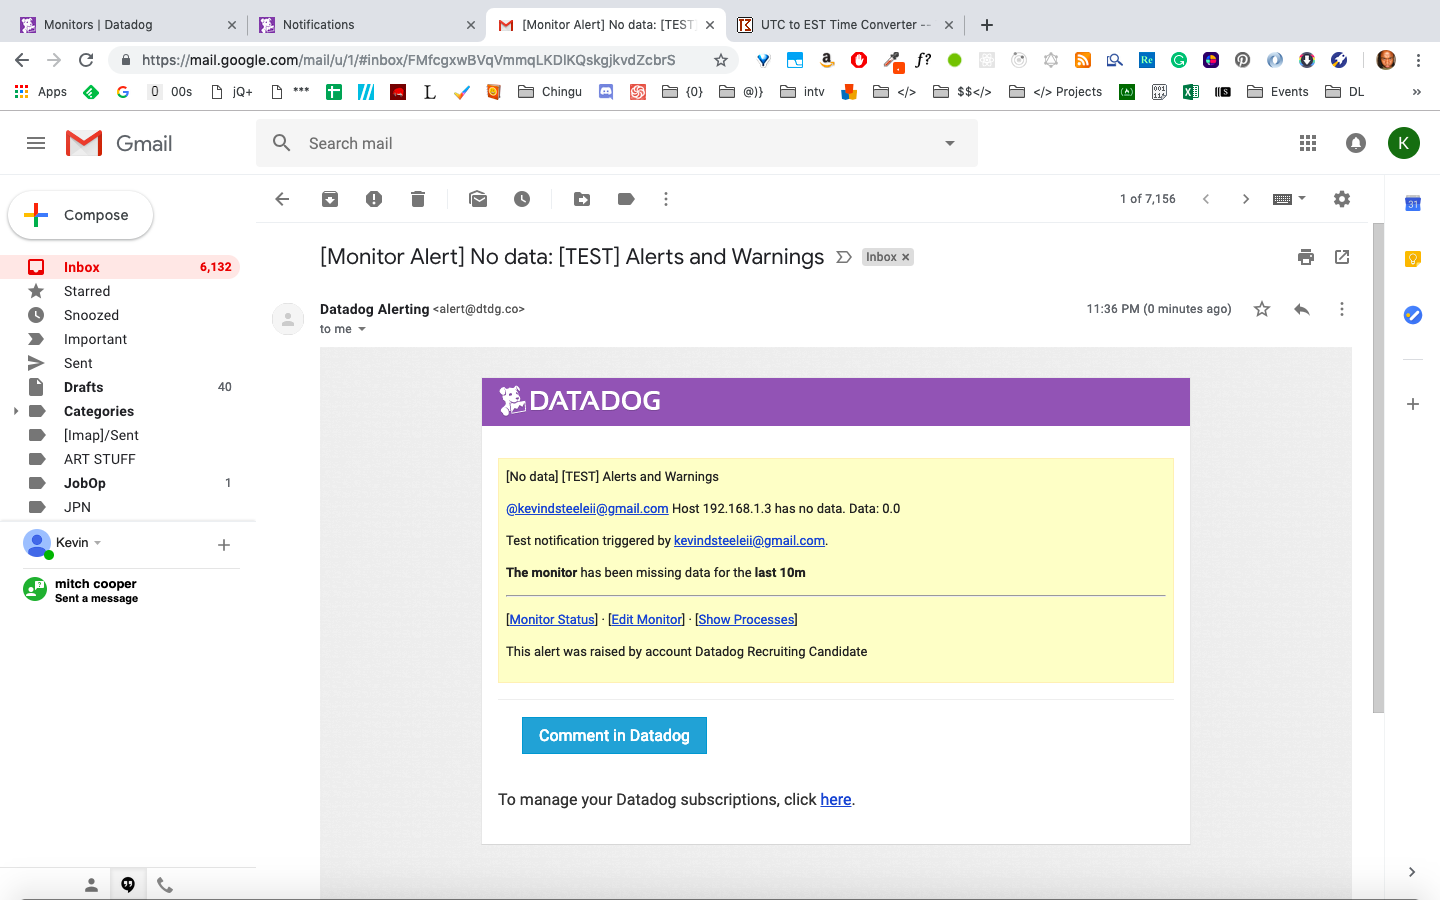 Monitors | Datadog
Notifications
[Monitor Alert] No data: [TEST]
UTC to EST Time Converter --
https://mail.google.com/mail/u/1/#inbox/FMfcgxwBVqVmmqLKDlKQskgjkvdZcbrS
f?
Re
Apps
G
0 00s
jQ+
***
L
Chingu
{0}
@)}
intv
</>
$$</>
</> Projects
Events
DL
»
Gmail
Search mail
K
Compose
1 of 7,156
31
Inbox 6,132
Starred
Snoozed
Important
Sent
Drafts 40
Categories
[Imap]/Sent
ART STUFF
JobOp 1
JPN
Kevin
mitch cooper
Sent a message
[Monitor Alert] No data: [TEST] Alerts and Warnings
Inbox ×
Datadog Alerting <alert@dtdg.co>
11:36 PM (0 minutes ago)
to me
DATADOG
[No data] [TEST] Alerts and Warnings
@kevindsteeleii@gmail.com Host 192.168.1.3 has no data. Data: 0.0
Test notification triggered by kevindsteeleii@gmail.com.
The monitor has been missing data for the last 10m
[Monitor Status] · [Edit Monitor] · [Show Processes]
This alert was raised by account Datadog Recruiting Candidate
Comment in Datadog
To manage your Datadog subscriptions, click here.